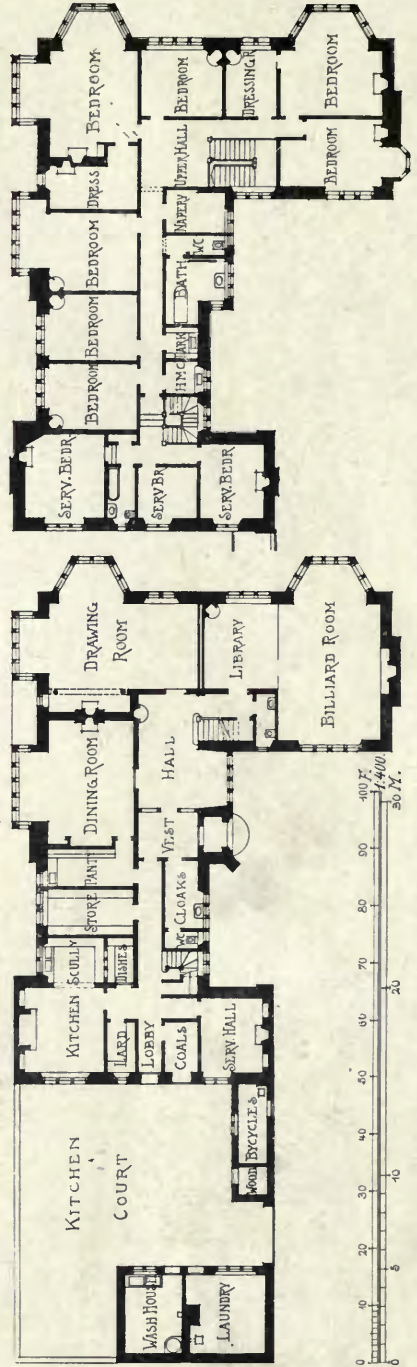 BEDROOM
BEDROOM
DRESSING R
BEDROOM
BEDROOM
DRESS
UPPER HALL
NAPERY
WC
BATH
BEDROOM
BEDROOM
BEDROOM
H.M.C.
DARK
SERV. BEDR
SERV BR
SERV. BEDR
DRAWING
ROOM
LIBRARY
BILLIARD ROOM
DINING ROOM
HALL
VEST
PANT
STORE
CLOAKS
WC
SCULLY
DISHES
KITCHEN
LARD
LOBBY
COALS
SERV. HALL
KITCHEN
COURT
BYCYCLES
WOOD
WASH HOUSE
LAUNDRY
0 10 20 30 40 50 60 70 80 90 100 F.
1:400.
0 5 10 20 30 M.